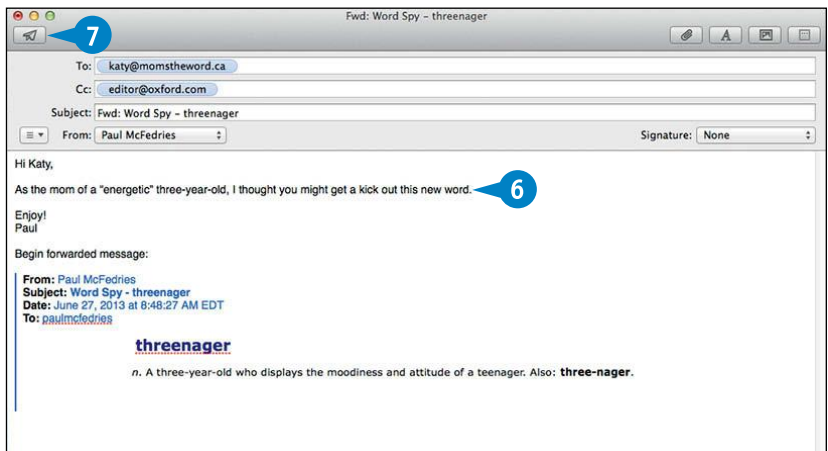 Fwd: Word Spy – threenager
7
A
To: katy@momstheword.ca
Cc: editor@oxford.com
Subject: Fwd: Word Spy – threenager
From: Paul McFedries Signature: None
Hi Katy,
As the mom of a "energetic" three-year-old, I thought you might get a kick out this new word. 6
Enjoy!
Paul
Begin forwarded message:
From: Paul McFedries
Subject: Word Spy - threenager
Date: June 27, 2013 at 8:48:27 AM EDT
To: paulmcfedries
threenager
n. A three-year-old who displays the moodiness and attitude of a teenager. Also: three-nager.